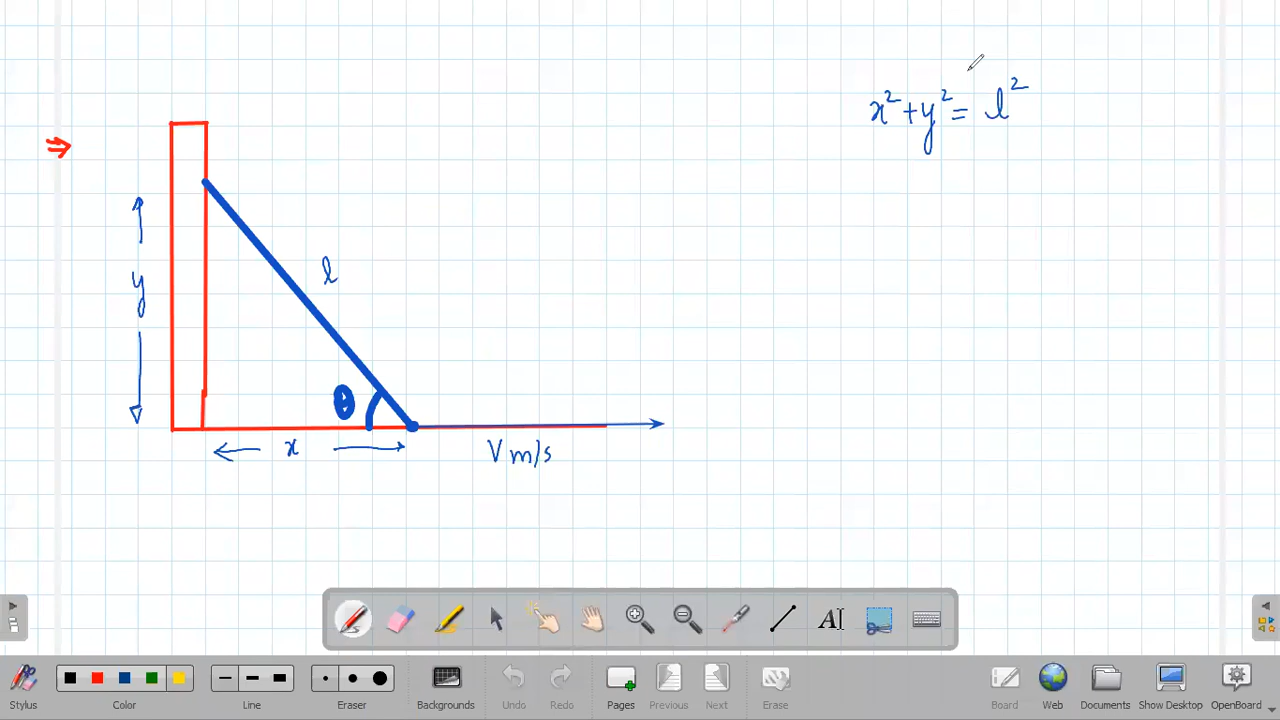 x² + y² = l²
y
l
θ
x
V m/s
Stylus
Color
Line
Eraser
Backgrounds
Undo
Redo
Pages
Previous
Next
Erase
Board
Web
Documents
Show Desktop
OpenBoard